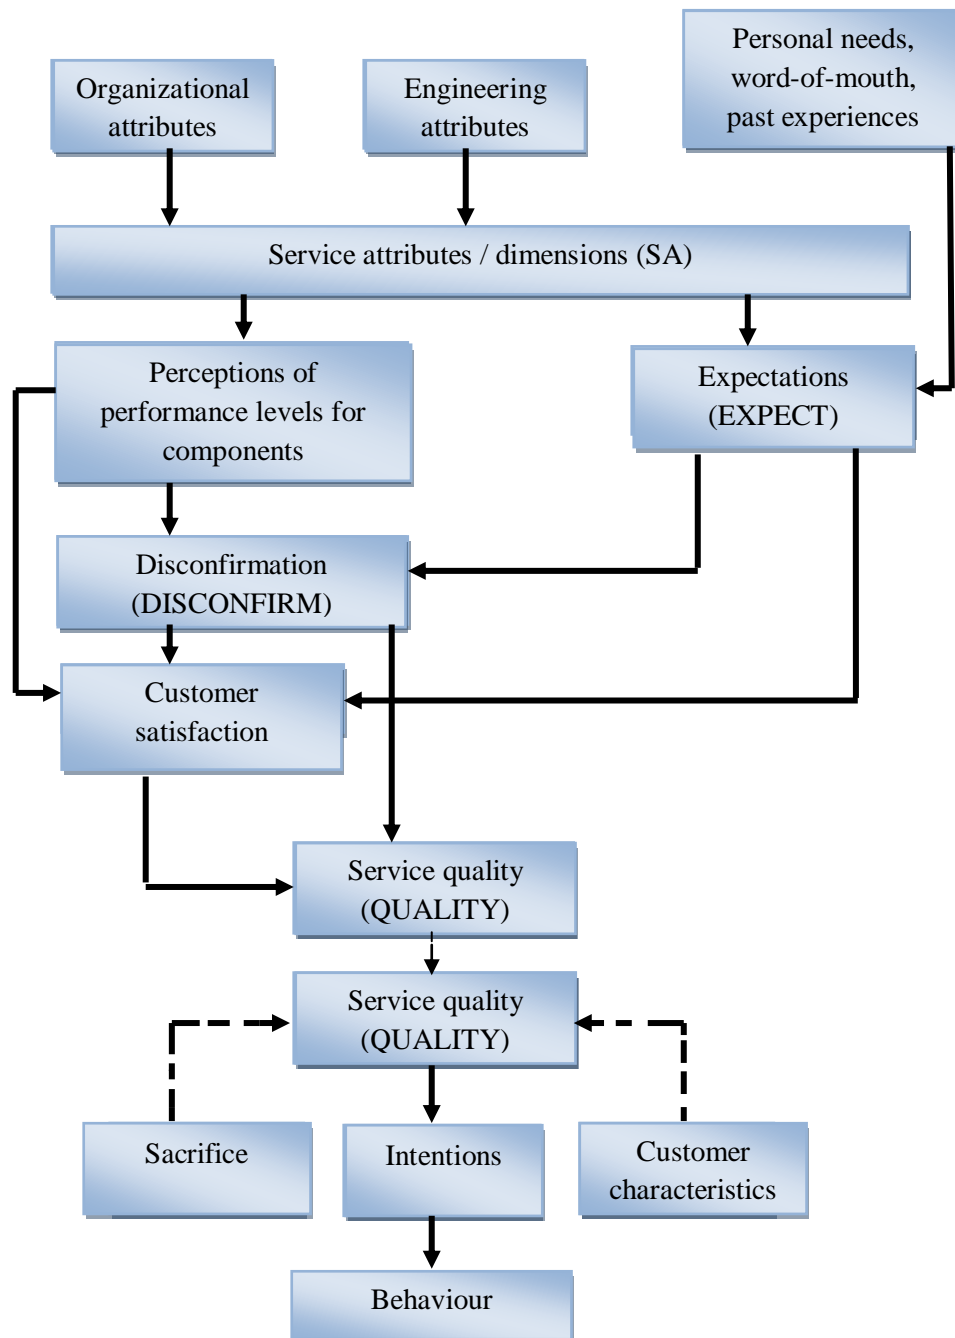 Organizational
attributes
Engineering
attributes
Personal needs,
word-of-mouth,
past experiences
Service attributes / dimensions (SA)
Perceptions of
performance levels for
components
Expectations
(EXPECT)
Disconfirmation
(DISCONFIRM)
Customer
satisfaction
Service quality
(QUALITY)
Service quality
(QUALITY)
Sacrifice
Intentions
Customer
characteristics
Behaviour